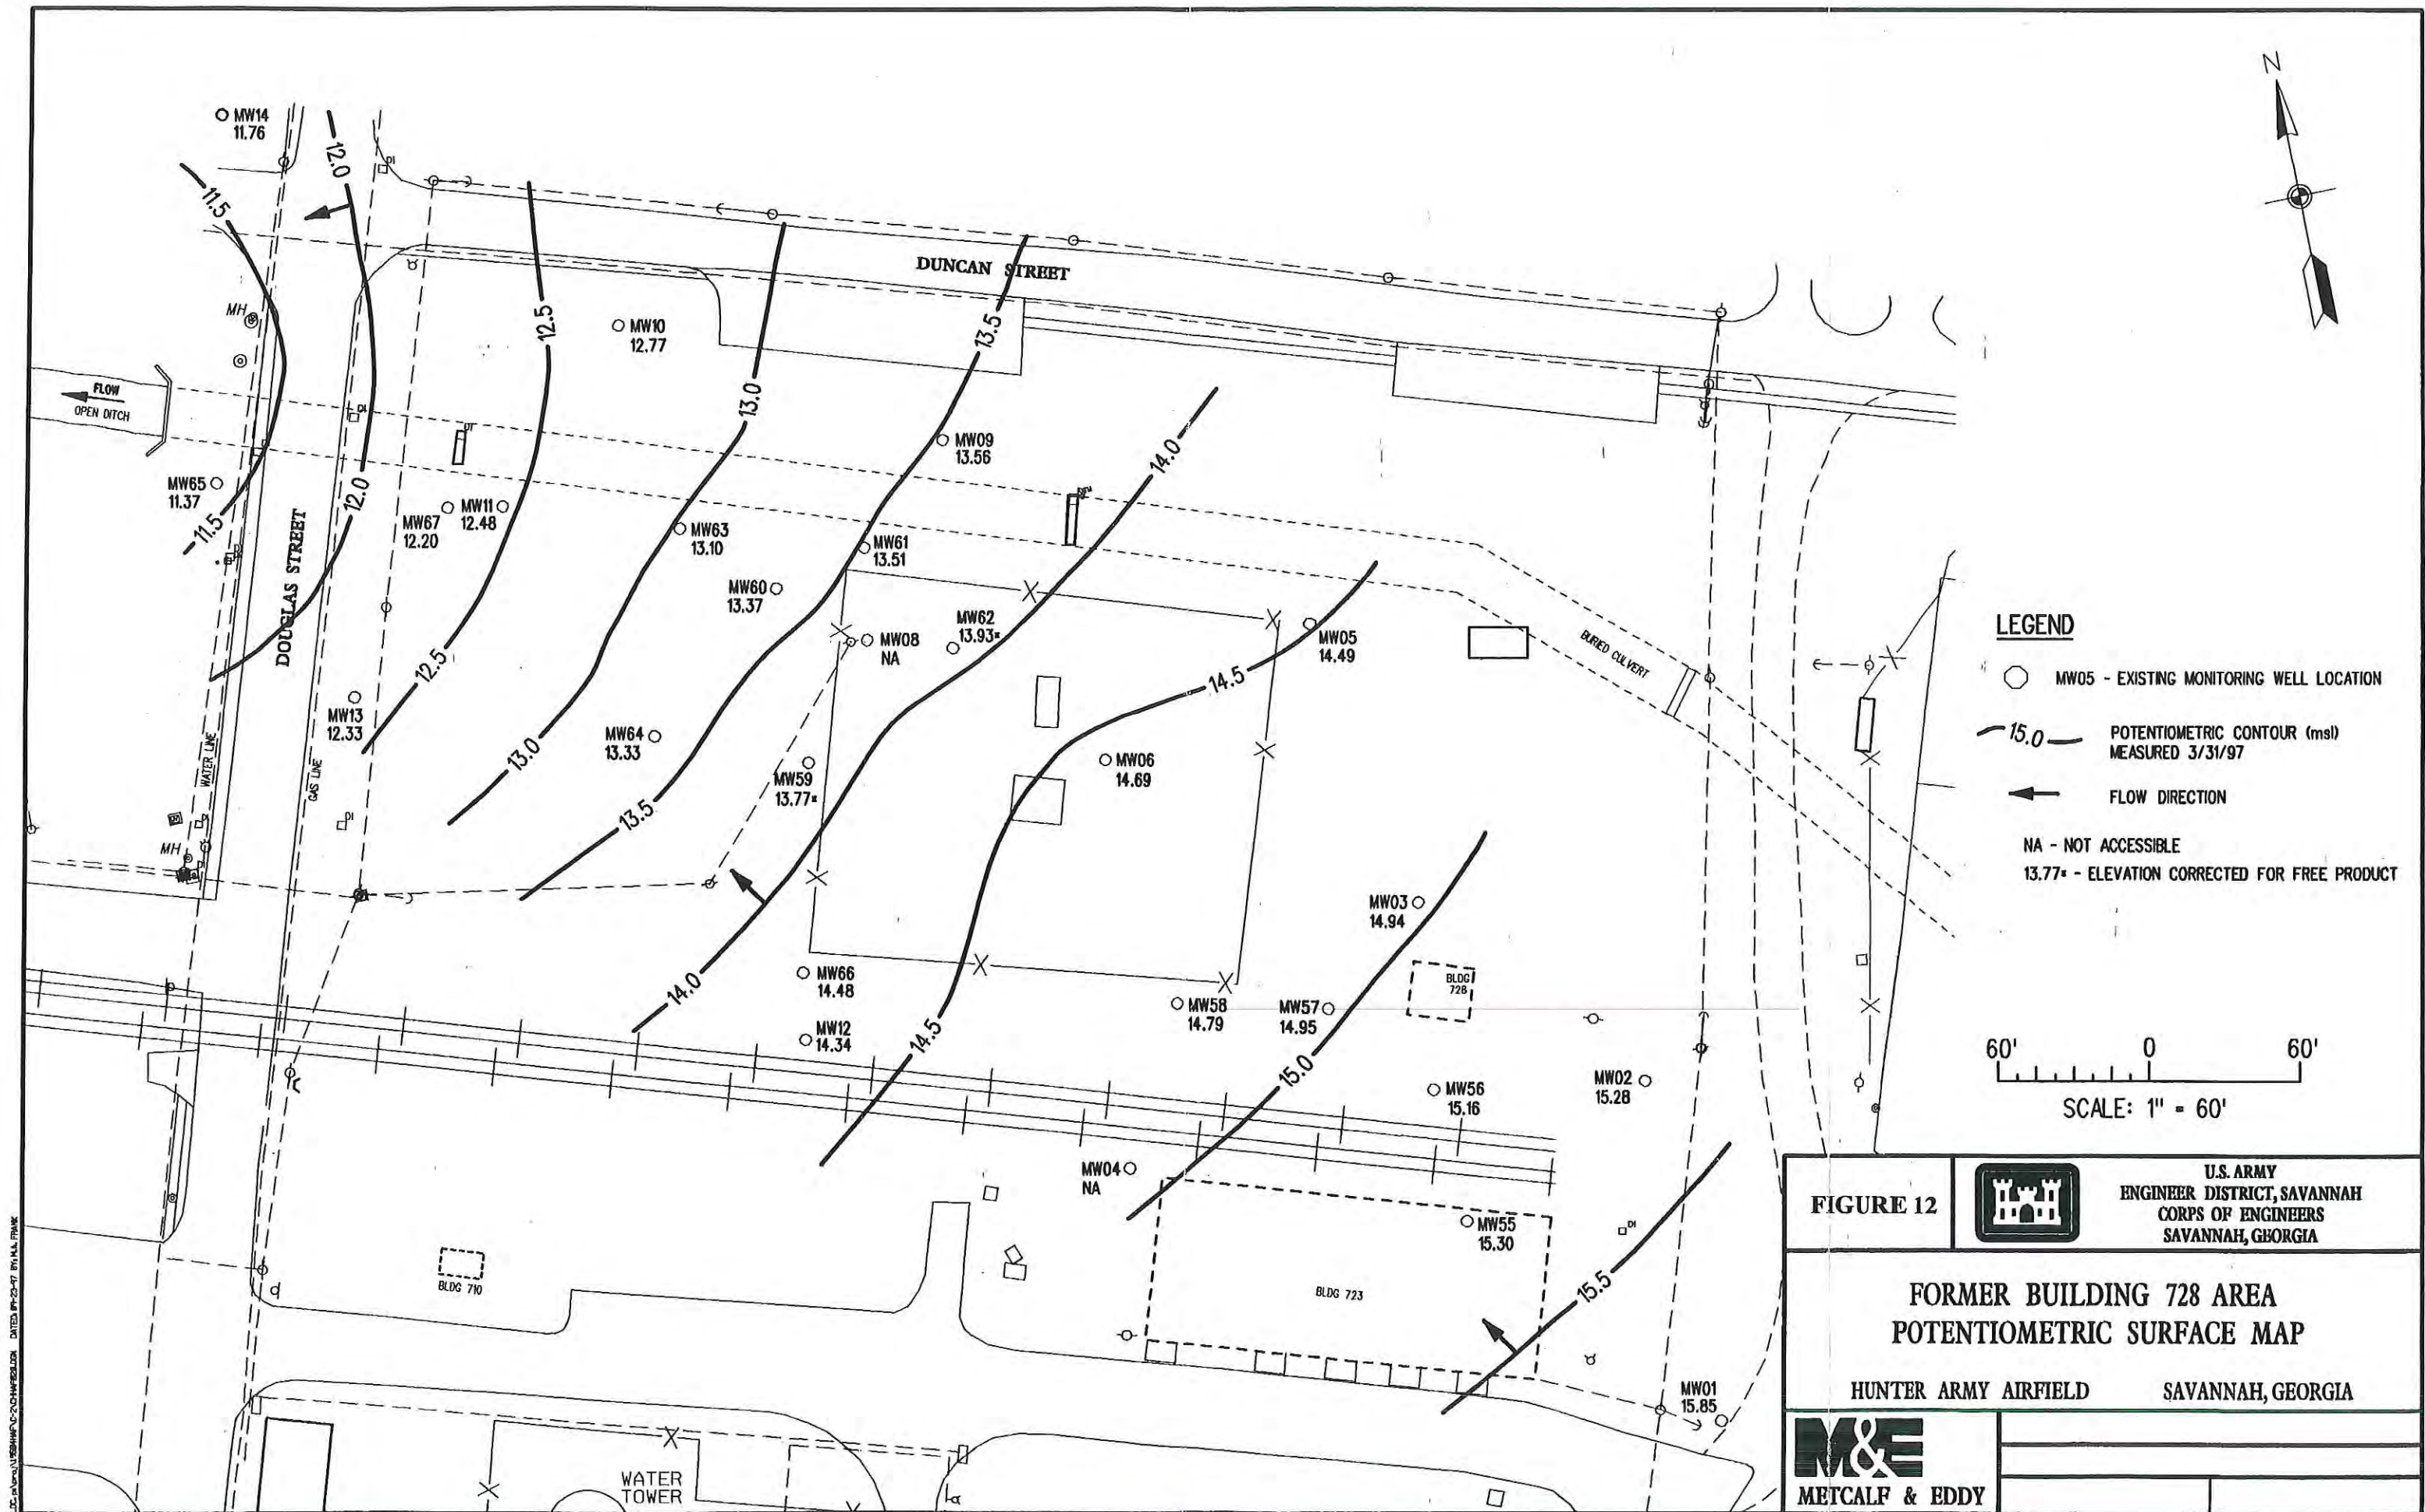 MW14
11.76
12.0
DI
11.5
DUNCAN STREET
12.5
MH
MW10
12.77
13.0
13.5
FLOW
OPEN DITCH
DI
MW09
13.56
14.0
MW65
11.37
12.0
MW67
12.20
MW11
12.48
11.5
MW63
13.10
MW61
13.51
DOUGLAS STREET
MW60
13.37
MW62
13.93*
MW08
NA
MW05
14.49
BURIED CULVERT
12.5
14.5
MW13
12.33
MW64
13.33
13.0
WATER LINE
GAS LINE
MW59
13.77*
MW06
14.69
13.5
DI
MH
MW03
14.94
14.0
MW66
14.48
BLDG
728
MW58
14.79
MW57
14.95
MW12
14.34
14.5
15.0
MW56
15.16
MW02
15.28
MW04
NA
MW55
15.30
DI
BLDG 710
BLDG 723
15.5
MW01
15.85
WATER
TOWER
N
LEGEND
MW05 - EXISTING MONITORING WELL LOCATION
15.0
POTENTIOMETRIC CONTOUR (msl)
MEASURED 3/31/97
FLOW DIRECTION
NA - NOT ACCESSIBLE
13.77* - ELEVATION CORRECTED FOR FREE PRODUCT
60' 0 60'
SCALE: 1" = 60'
FIGURE 12
U.S. ARMY
ENGINEER DISTRICT, SAVANNAH
CORPS OF ENGINEERS
SAVANNAH, GEORGIA
FORMER BUILDING 728 AREA
POTENTIOMETRIC SURFACE MAP
HUNTER ARMY AIRFIELD SAVANNAH, GEORGIA
M&E
METCALF & EDDY